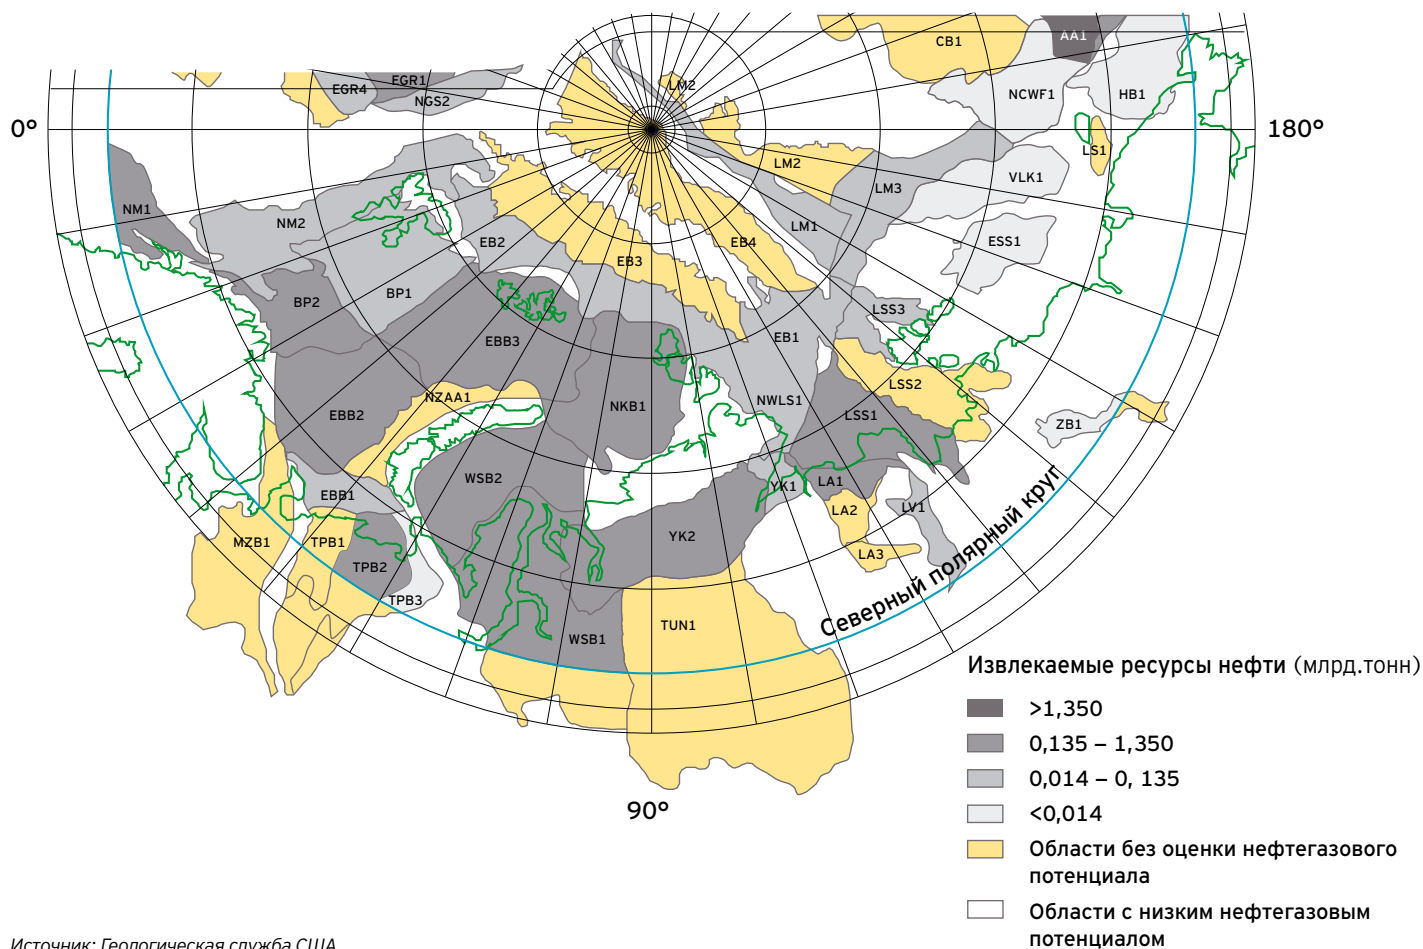 CB1
AA1
EGR4
EGR1
NGS2
LM2
NCWF1
HB1
0°
180°
LS1
LM2
LM3
VLK1
NM1
NM2
LM1
EB2
EB4
ESS1
EB3
BP2
BP1
LSS3
EBB3
EB1
LSS2
NZAA1
NWLS1
NKB1
EBB2
LSS1
ZB1
WSB2
EBB1
YK1
LA1
LA2
LV1
MZB1
TPB1
YK2
LA3
TPB2
TPB3
WSB1
TUN1
Северный полярный круг
90°
Извлекаемые ресурсы нефти (млрд.тонн)
>1,350
0,135 – 1,350
0,014 – 0, 135
<0,014
Области без оценки нефтегазового
потенциала
Области с низким нефтегазовым
потенциалом
Источник: Геологическая служба США